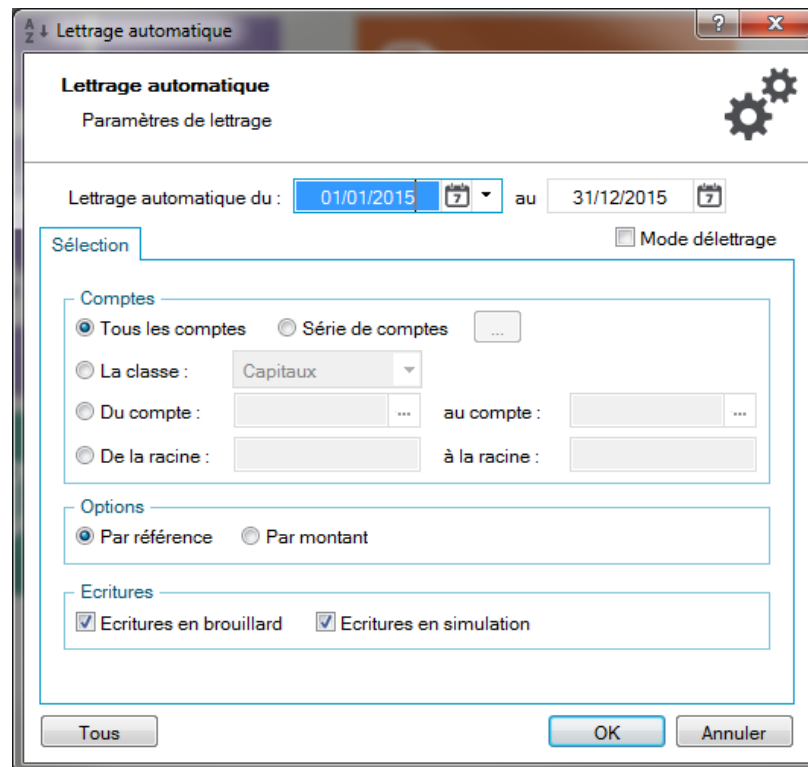 Lettrage automatique
Lettrage automatique
Paramètres de lettrage
Lettrage automatique du : 01/01/2015 7 au 31/12/2015 7
Sélection
Mode délettrage
Comptes
Tous les comptes Série de comptes ...
La classe : Capitaux
Du compte : ... au compte : ...
De la racine : à la racine :
Options
Par référence Par montant
Ecritures
Ecritures en brouillard Ecritures en simulation
Tous OK Annuler